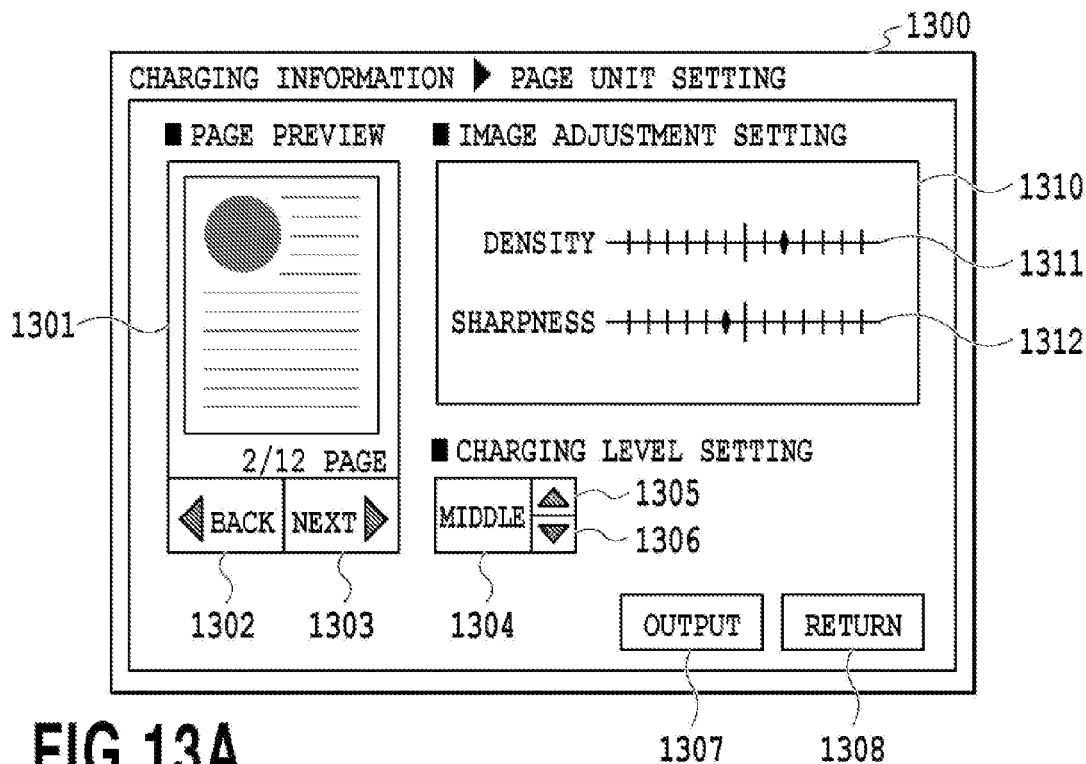 1300
CHARGING INFORMATION ▶ PAGE UNIT SETTING
■ PAGE PREVIEW
■ IMAGE ADJUSTMENT SETTING
1310
DENSITY
1311
SHARPNESS
1312
1301
2/12 PAGE
BACK
NEXT
■ CHARGING LEVEL SETTING
MIDDLE
1305
1306
1302
1303
1304
OUTPUT
RETURN
1307
1308
FIG.13A